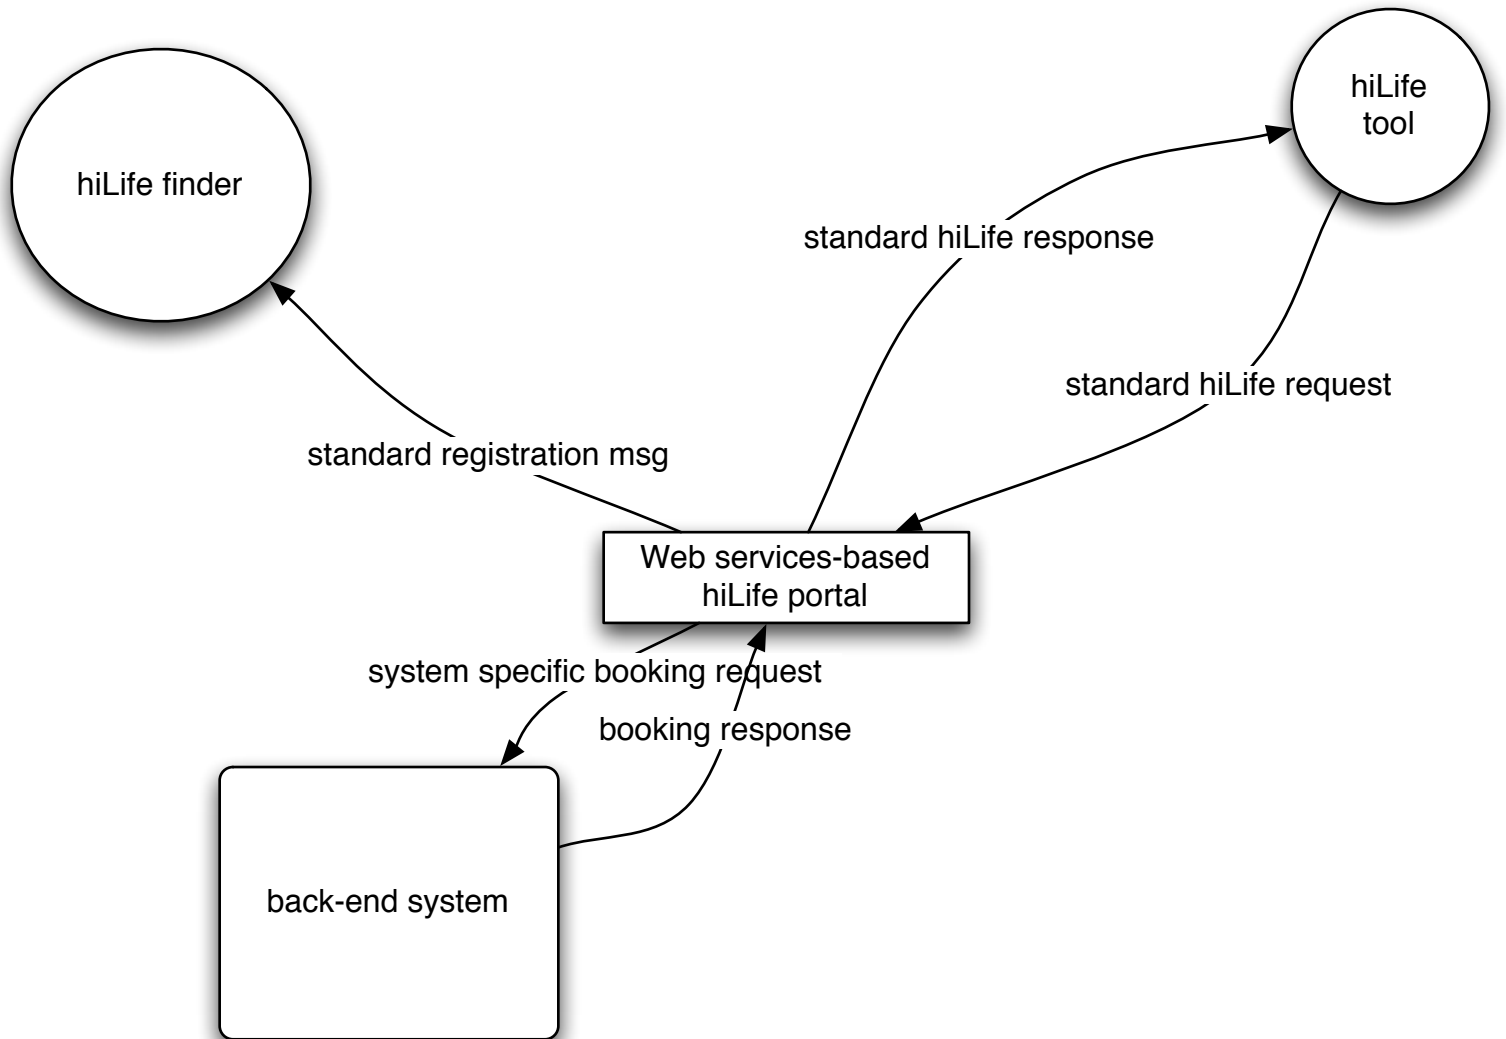 hiLife
tool
hiLife finder
standard hiLife response
standard hiLife request
standard registration msg
Web services-based
hiLife portal
system specific booking request
booking response
back-end system